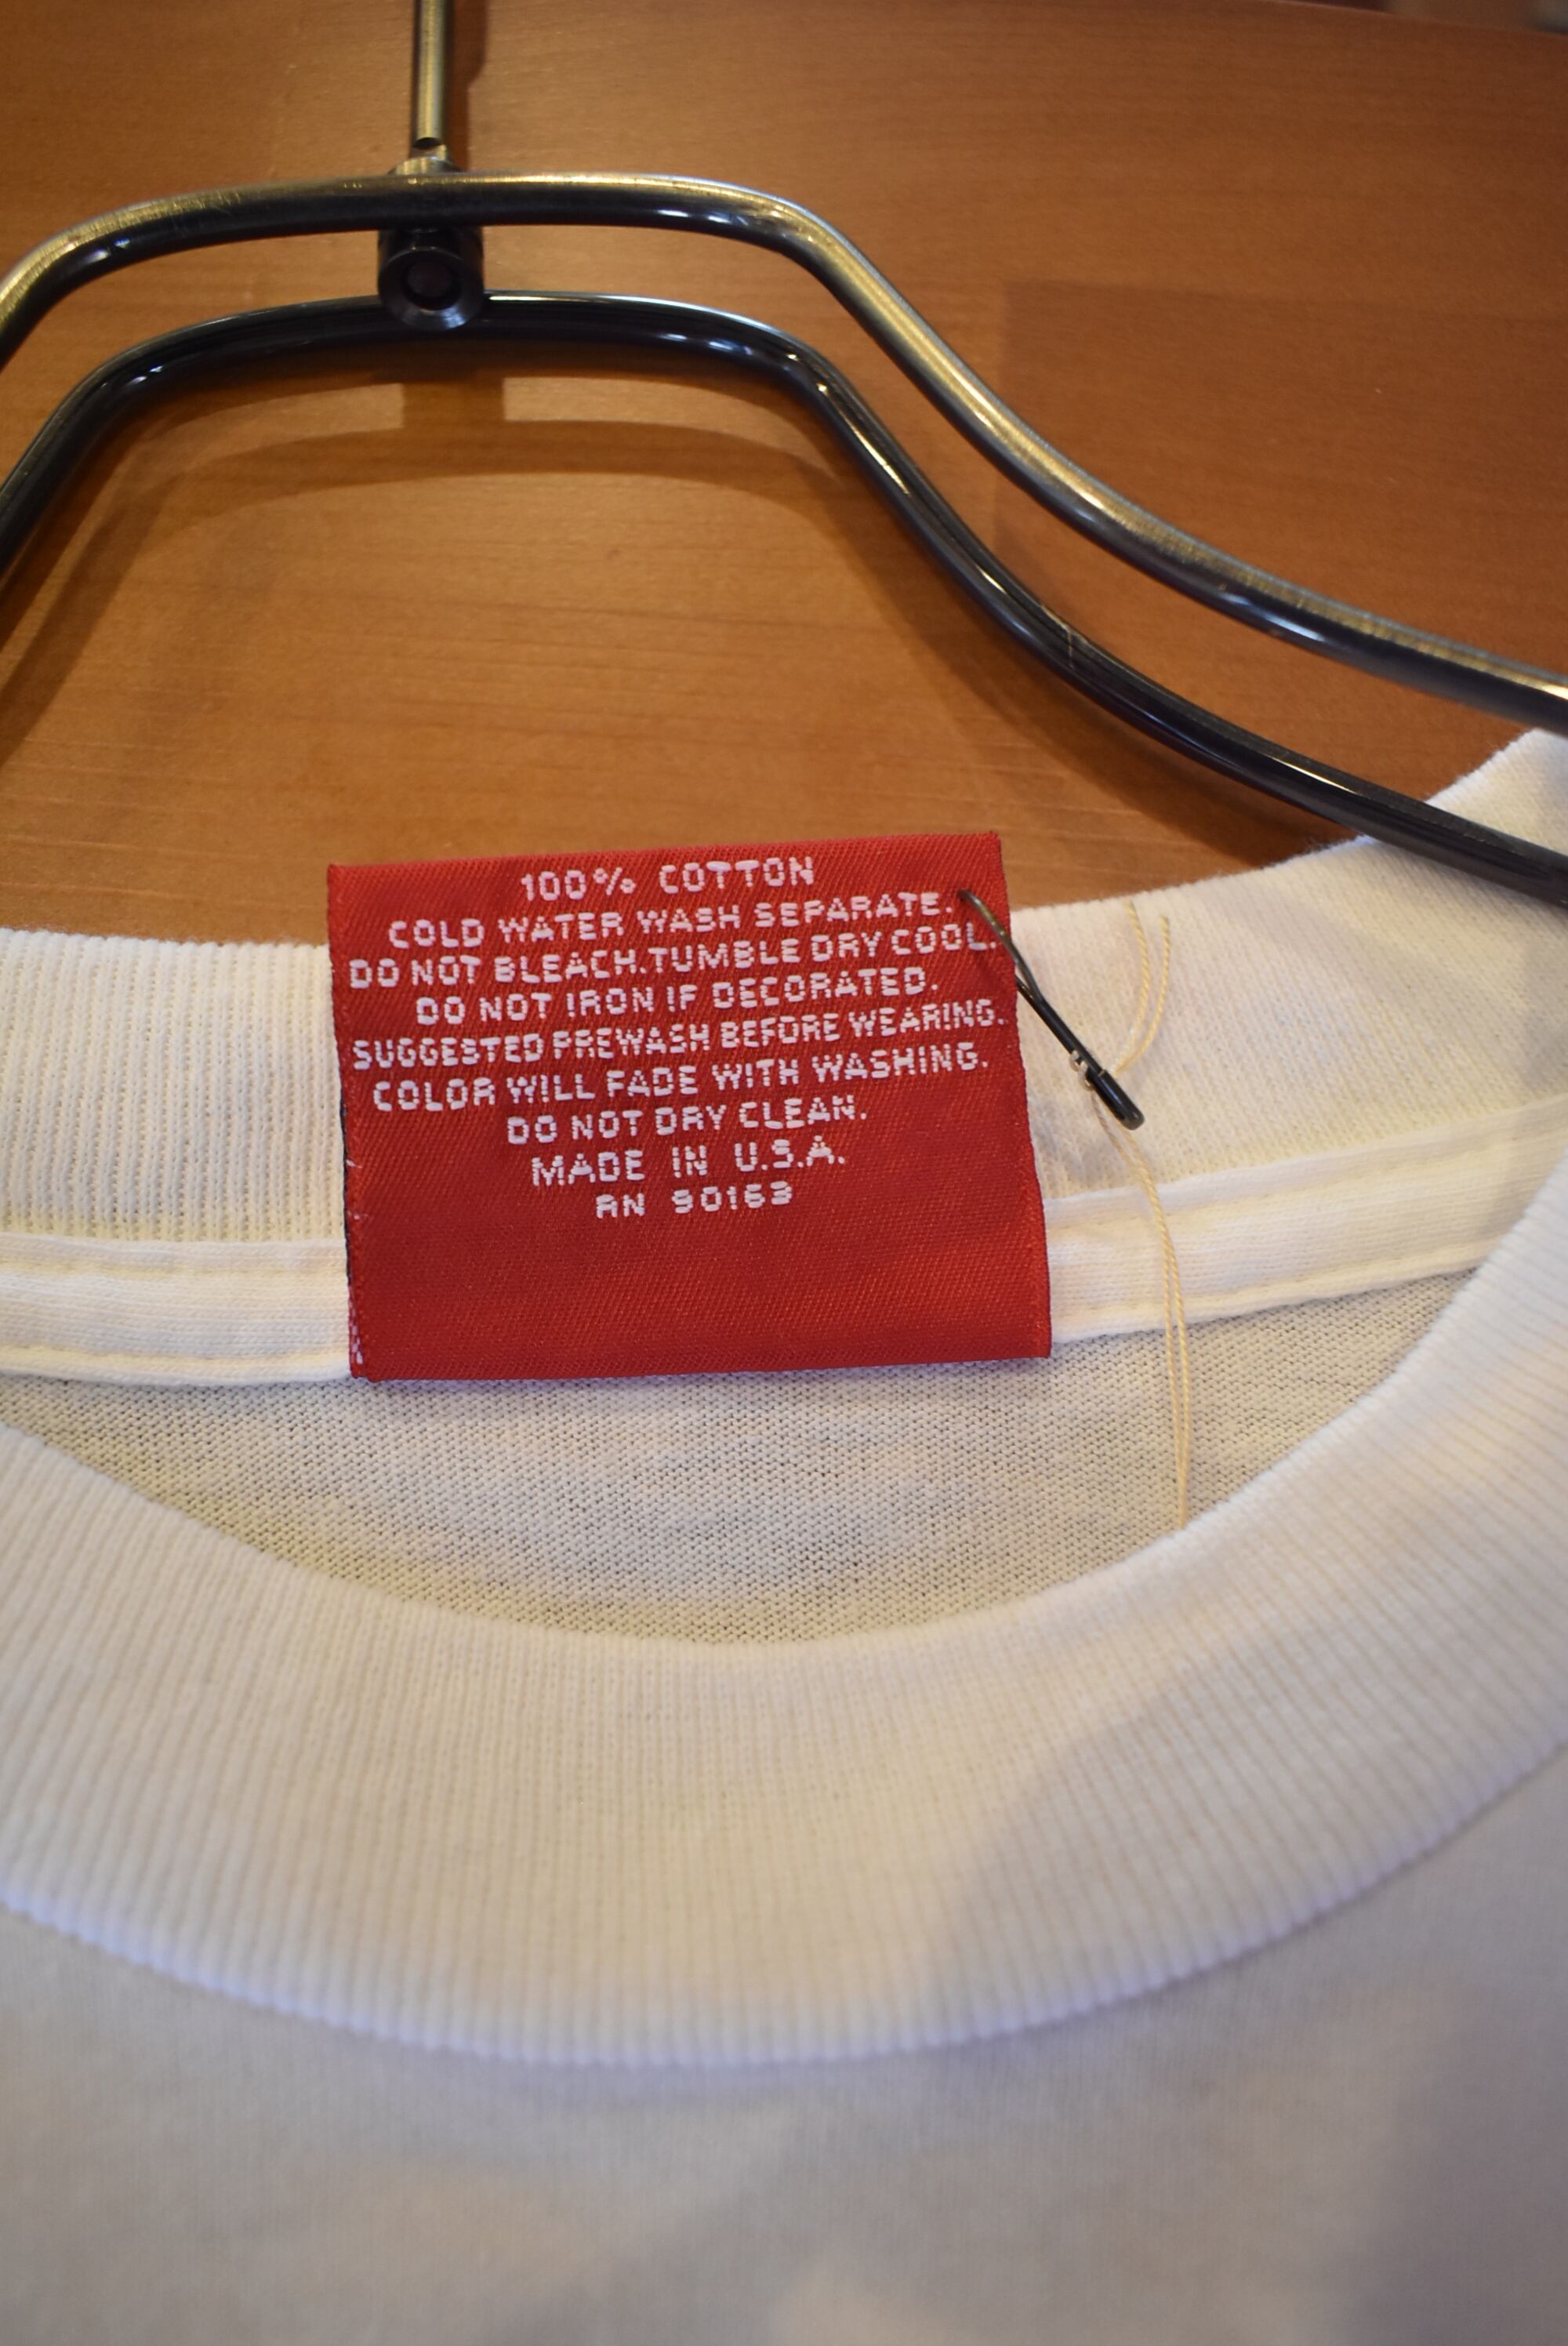 100% COTTON
COLD WATER WASH SEPARATE.
DO NOT BLEACH.TUMBLE DRY COOL.
DO NOT IRON IF DECORATED.
SUGGESTED PREWASH BEFORE WEARING.
COLOR WILL FADE WITH WASHING.
DO NOT DRY CLEAN.
MADE IN U.S.A.
RN 90163